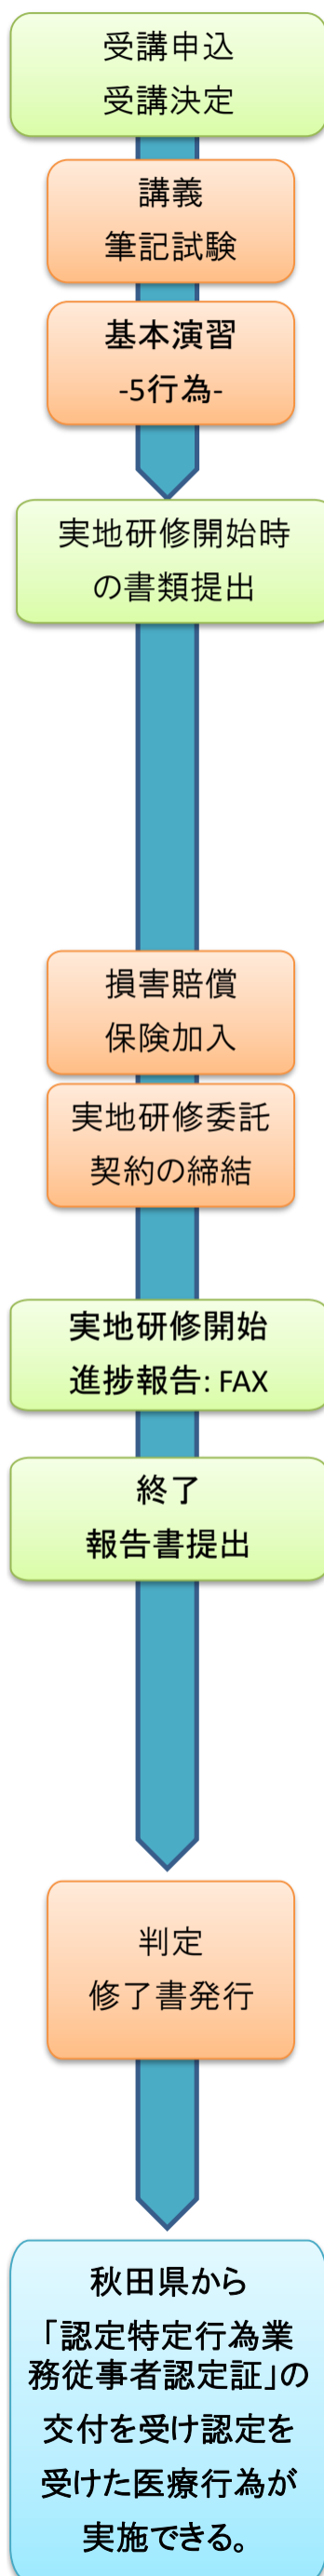 受講申込
受講決定
講義
筆記試験
基本演習
-5行為-
実地研修開始時
の書類提出
損害賠償
保険加入
実地研修委託
契約の締結
実地研修開始
進捗報告: FAX
終了
報告書提出
判定
修了書発行
秋田県から
「認定特定行為業
務従事者認定証」の
交付を受け認定を
受けた医療行為が
実施できる。